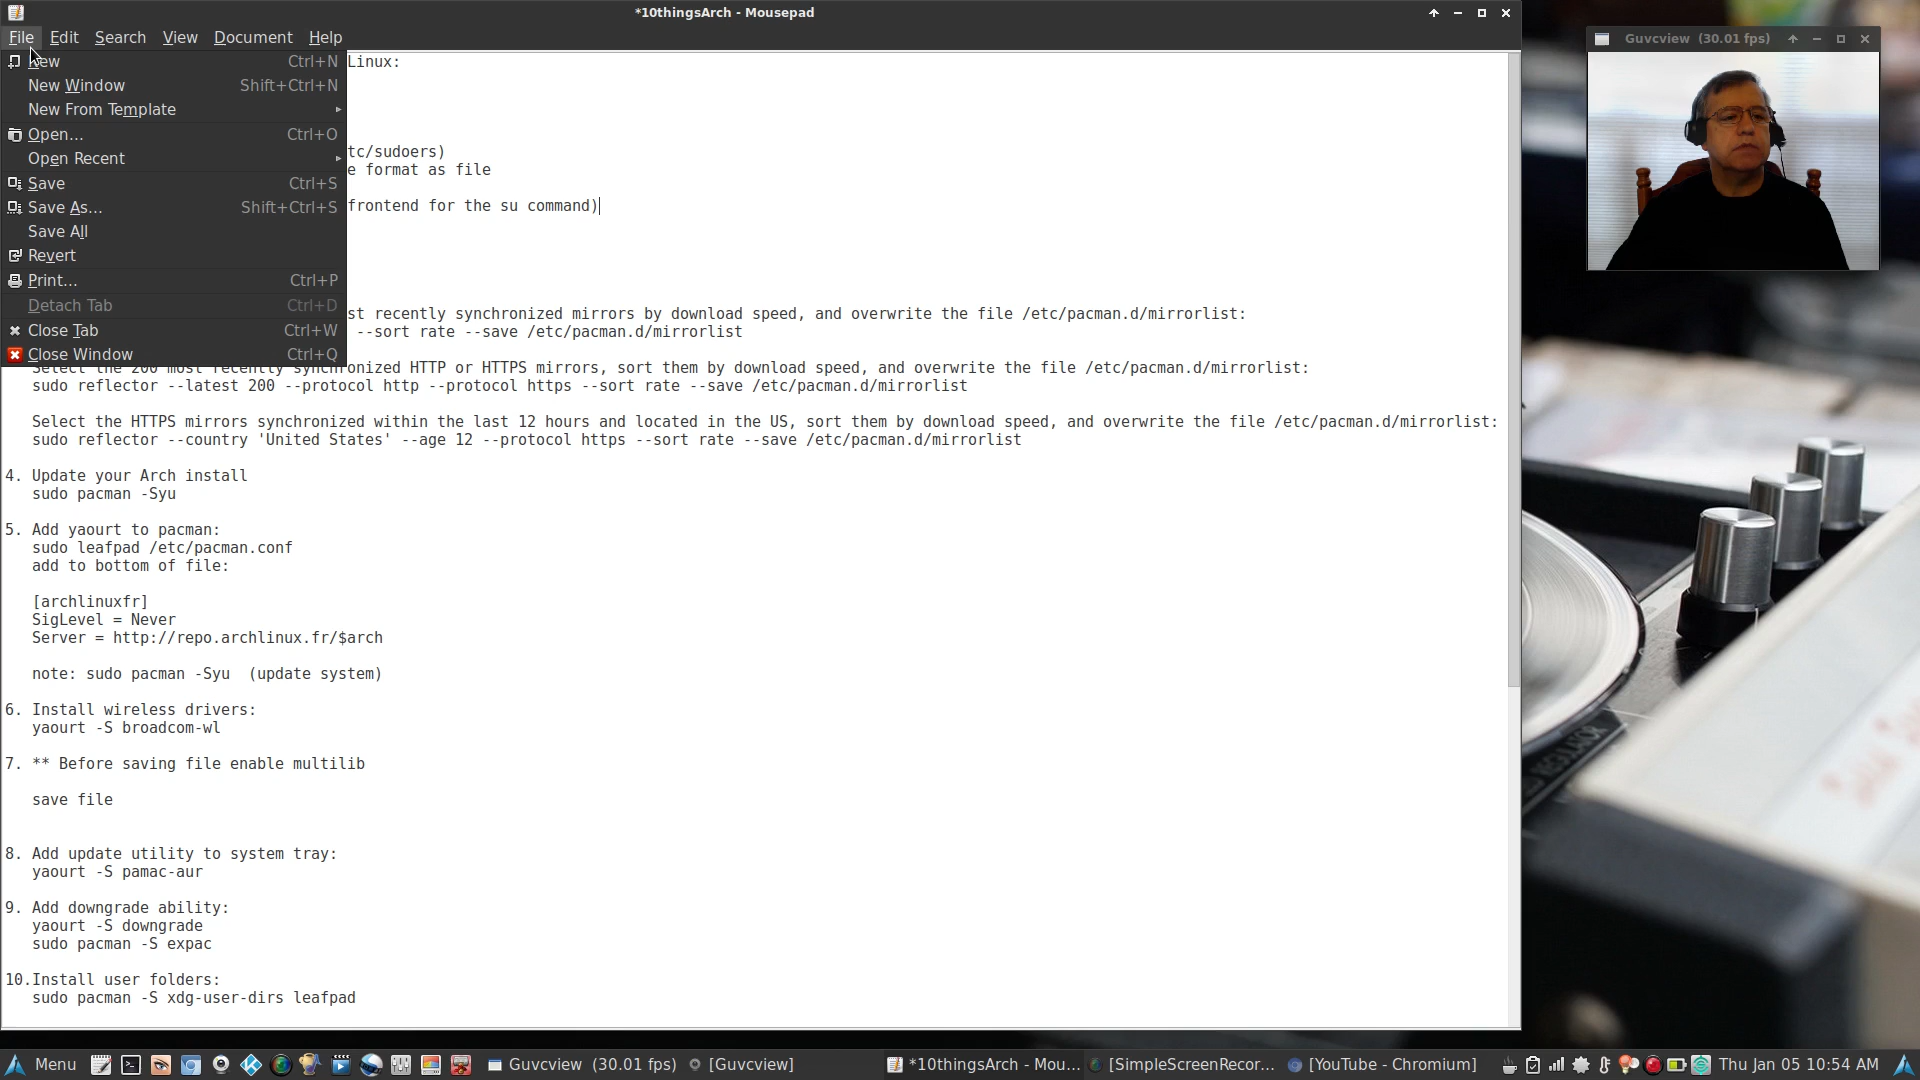 *10thingsArch - Mousepad
File Edit Search View Document Help
New Ctrl+N
New Window Shift+Ctrl+N
New From Template
Open... Ctrl+O
Open Recent
Save Ctrl+S
Save As... Shift+Ctrl+S
Save All
Revert
Print... Ctrl+P
Detach Tab Ctrl+D
Close Tab Ctrl+W
Close Window Ctrl+Q
Linux:
tc/sudoers)
e format as file
frontend for the su command)
st recently synchronized mirrors by download speed, and overwrite the file /etc/pacman.d/mirrorlist:
--sort rate --save /etc/pacman.d/mirrorlist
Select the 200 most recently synchronized HTTP or HTTPS mirrors, sort them by download speed, and overwrite the file /etc/pacman.d/mirrorlist:
sudo reflector --latest 200 --protocol http --protocol https --sort rate --save /etc/pacman.d/mirrorlist
Select the HTTPS mirrors synchronized within the last 12 hours and located in the US, sort them by download speed, and overwrite the file /etc/pacman.d/mirrorlist:
sudo reflector --country 'United States' --age 12 --protocol https --sort rate --save /etc/pacman.d/mirrorlist
4. Update your Arch install
sudo pacman -Syu
5. Add yaourt to pacman:
sudo leafpad /etc/pacman.conf
add to bottom of file:
[archlinuxfr]
SigLevel = Never
Server = http://repo.archlinux.fr/$arch
note: sudo pacman -Syu  (update system)
6. Install wireless drivers:
yaourt -S broadcom-wl
7. ** Before saving file enable multilib
save file
8. Add update utility to system tray:
yaourt -S pamac-aur
9. Add downgrade ability:
yaourt -S downgrade
sudo pacman -S expac
10.Install user folders:
sudo pacman -S xdg-user-dirs leafpad
Guvcview (30.01 fps)
Menu
Guvcview (30.01 fps)
[Guvcview]
*10thingsArch - Mou...
[SimpleScreenRecor...
[YouTube - Chromium]
Thu Jan 05 10:54 AM